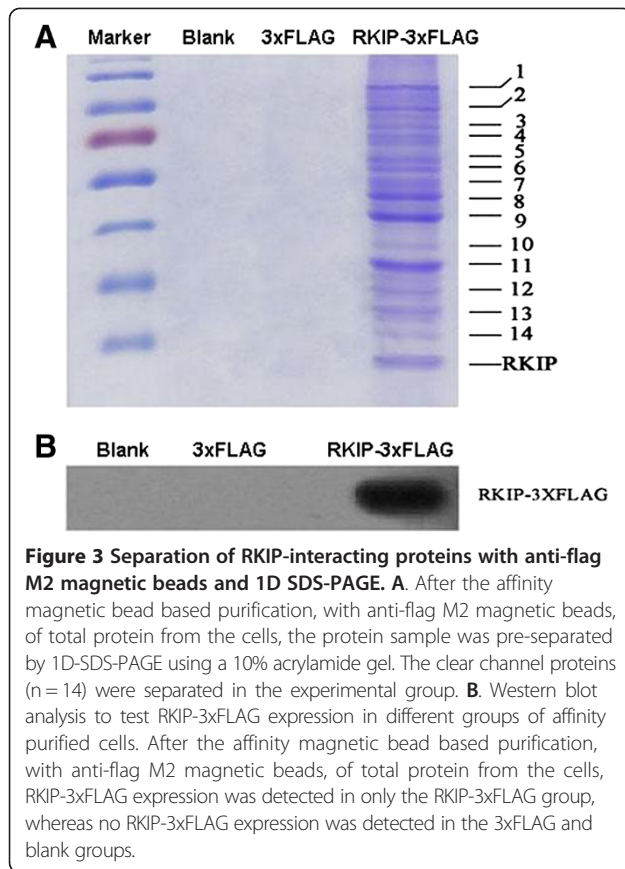 A
Marker Blank 3xFLAG RKIP-3xFLAG
1
2
3
4
5
6
7
8
9
10
11
12
13
14
RKIP
B
Blank 3xFLAG RKIP-3xFLAG
RKIP-3XFLAG
Figure 3 Separation of RKIP-interacting proteins with anti-flag
M2 magnetic beads and 1D SDS-PAGE. A. After the affinity
magnetic bead based purification, with anti-flag M2 magnetic beads,
of total protein from the cells, the protein sample was pre-separated
by 1D-SDS-PAGE using a 10% acrylamide gel. The clear channel proteins
(n = 14) were separated in the experimental group. B. Western blot
analysis to test RKIP-3xFLAG expression in different groups of affinity
purified cells. After the affinity magnetic bead based purification,
with anti-flag M2 magnetic beads, of total protein from the cells,
RKIP-3xFLAG expression was detected in only the RKIP-3xFLAG group,
whereas no RKIP-3xFLAG expression was detected in the 3xFLAG and
blank groups.